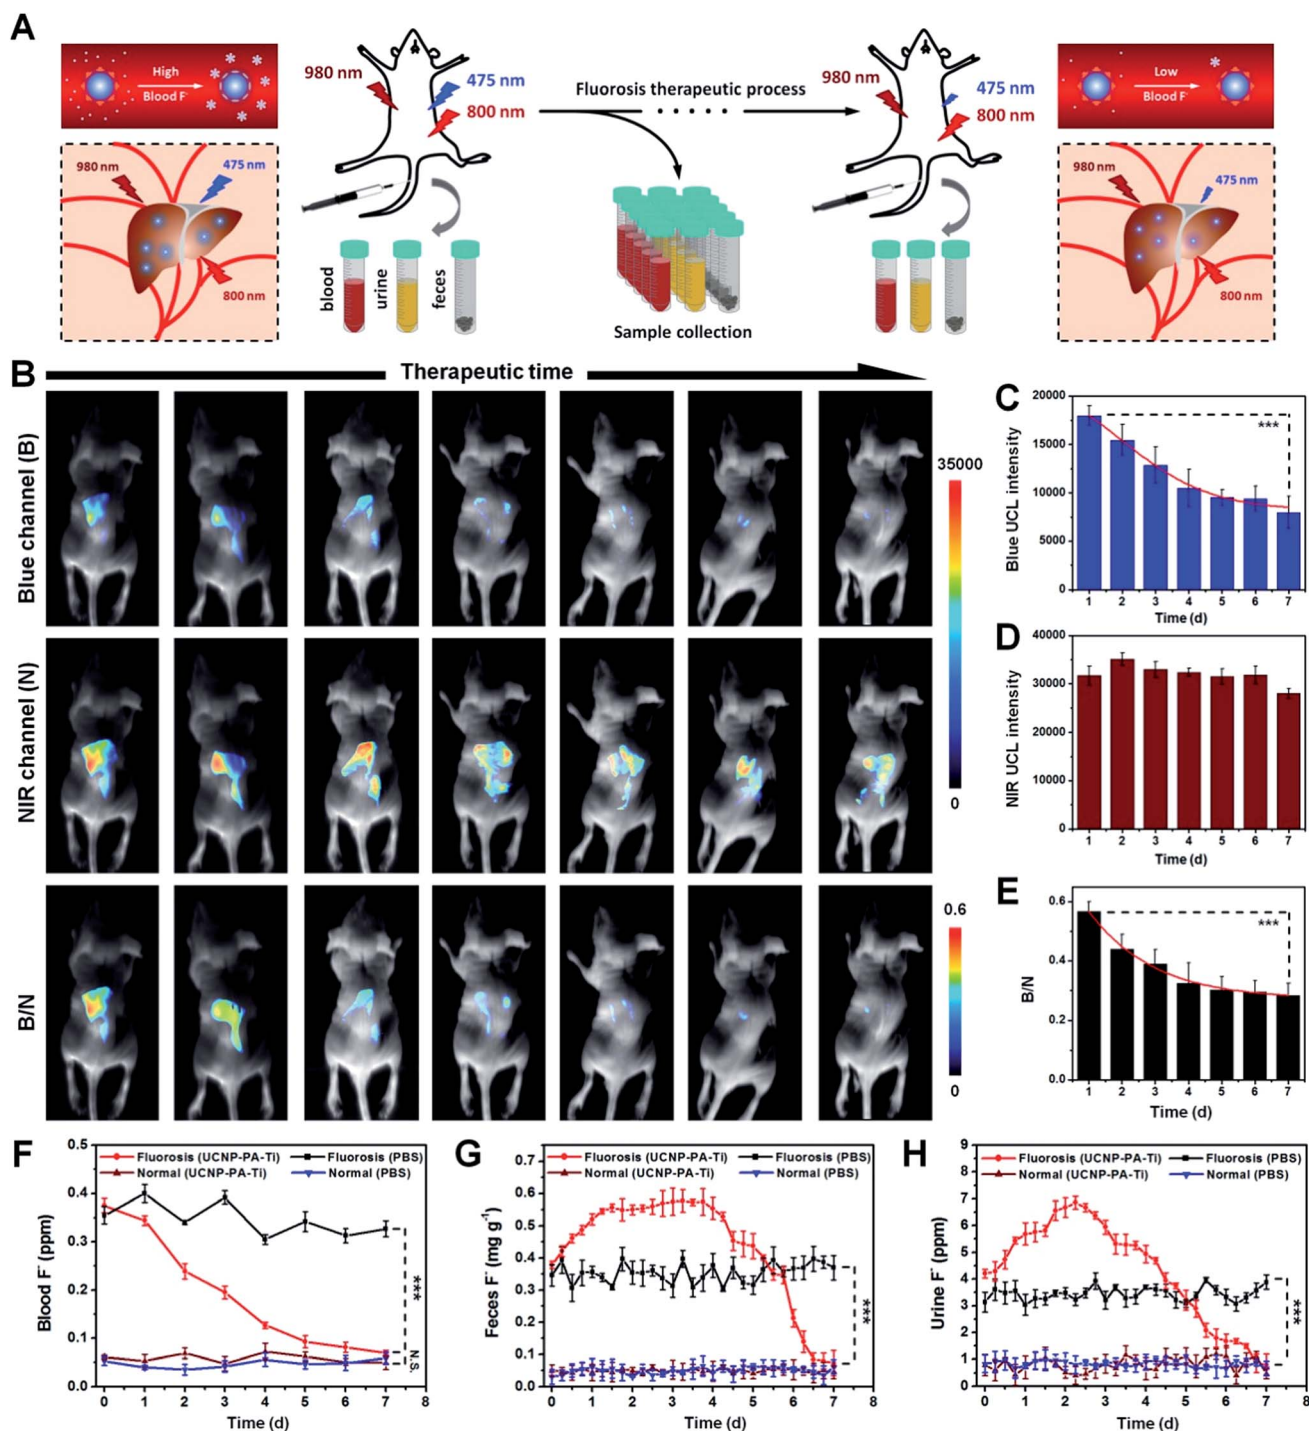 A
High
Blood F-
980 nm
475 nm
800 nm
980 nm
475 nm
800 nm
blood
urine
feces
Fluorosis therapeutic process
Sample collection
980 nm
475 nm
800 nm
Low
Blood F-
980 nm
475 nm
800 nm
B
Therapeutic time
Blue channel (B)
NIR channel (N)
B/N
35000
0
0.6
0
C
Blue UCL intensity
20000
15000
10000
5000
0
***
1 2 3 4 5 6 7
Time (d)
D
NIR UCL intensity
40000
30000
20000
10000
0
1 2 3 4 5 6 7
Time (d)
E
B/N
0.6
0.4
0.2
0.0
***
1 2 3 4 5 6 7
Time (d)
F
Fluorosis (UCNP-PA-Ti) Fluorosis (PBS)
Normal (UCNP-PA-Ti) Normal (PBS)
Blood F- (ppm)
0.5
0.4
0.3
0.2
0.1
0.0
***
N.S.
0 1 2 3 4 5 6 7 8
Time (d)
G
Fluorosis (UCNP-PA-Ti) Fluorosis (PBS)
Normal (UCNP-PA-Ti) Normal (PBS)
Feces F- (mg g-1)
0.7
0.6
0.5
0.4
0.3
0.2
0.1
0.0
***
0 1 2 3 4 5 6 7 8
Time (d)
H
Fluorosis (UCNP-PA-Ti) Fluorosis (PBS)
Normal (UCNP-PA-Ti) Normal (PBS)
Urine F- (ppm)
9
8
7
6
5
4
3
2
1
0
***
0 1 2 3 4 5 6 7 8
Time (d)